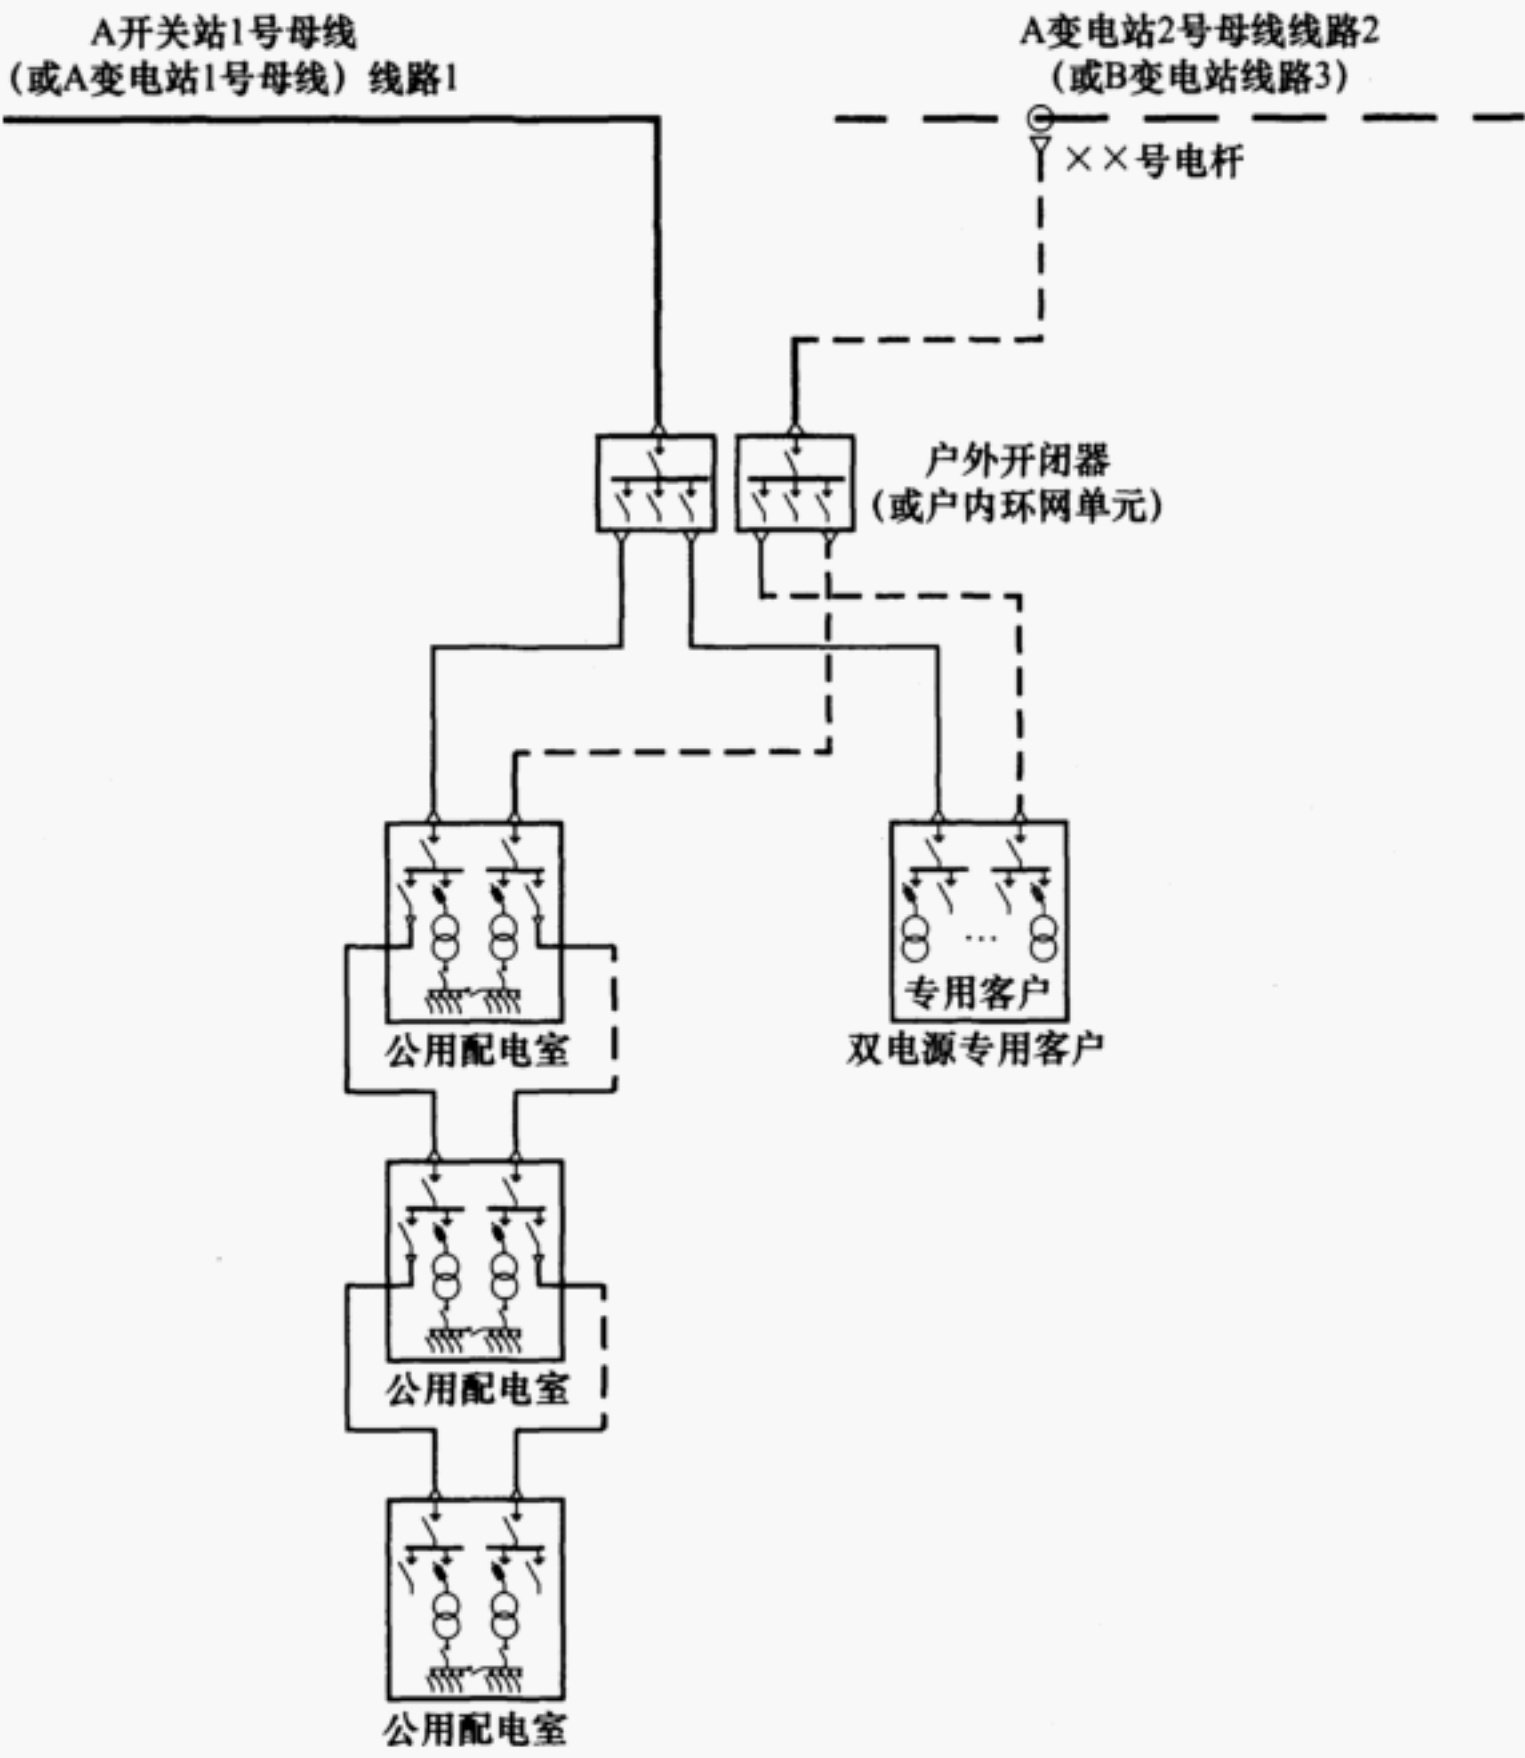 A开关站1号母线
(或A变电站1号母线) 线路1
A变电站2号母线线路2
(或B变电站线路3)
××号电杆
户外开闭器
(或户内环网单元)
···
专用客户
公用配电室
双电源专用客户
公用配电室
公用配电室